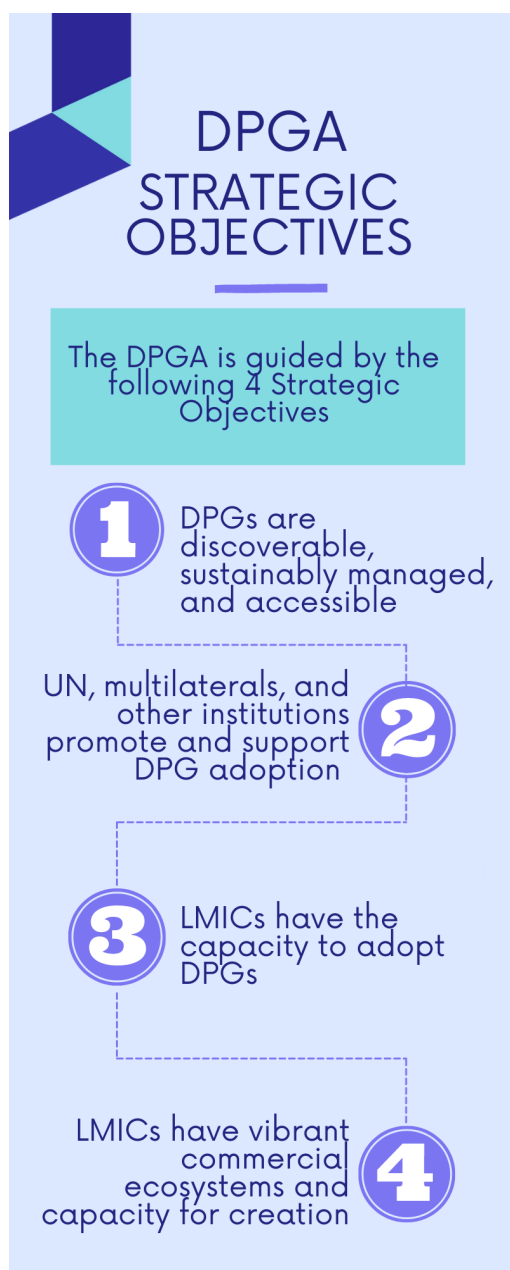 DPGA
STRATEGIC
OBJECTIVES
The DPGA is guided by the
following 4 Strategic
Objectives
1
DPGs are
discoverable,
sustainably managed,
and accessible
UN, multilaterals, and
other institutions
promote and support
DPG adoption
2
3
LMICs have the
capacity to adopt
DPGs
LMICs have vibrant
commercial
ecosystems and
capacity for creation
4